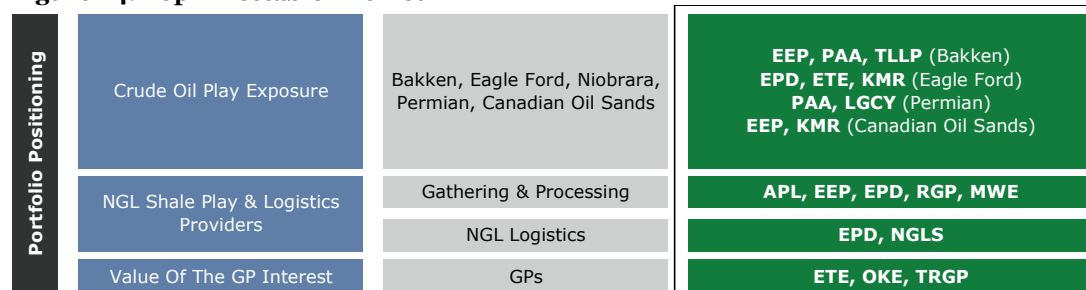 Portfolio Positioning
Crude Oil Play Exposure
Bakken, Eagle Ford, Niobrara,
Permian, Canadian Oil Sands
EEP, PAA, TLLP (Bakken)
EPD, ETE, KMR (Eagle Ford)
PAA, LGCY (Permian)
EEP, KMR (Canadian Oil Sands)
NGL Shale Play & Logistics
Providers
Gathering & Processing
APL, EEP, EPD, RGP, MWE
NGL Logistics
EPD, NGLS
Value Of The GP Interest
GPs
ETE, OKE, TRGP